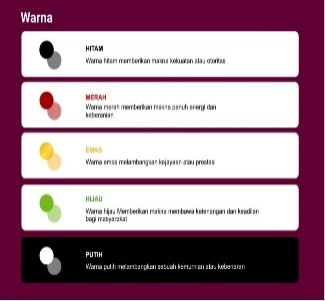 Warna
HITAM
Warna hitam memberikan makna kekuatan atau otoritas
MERAH
Warna merah memberikan makna penuh energi dan
keberanian
EMAS
Warna emas melambangkan kejayaan atau prestasi
HIJAU
Warna hijau Memberikan makna membawa ketenangan dan keadilan
bagi masyarakat
PUTIH
Warna putih melambangkan sebuah kemurnian atau kebenaran